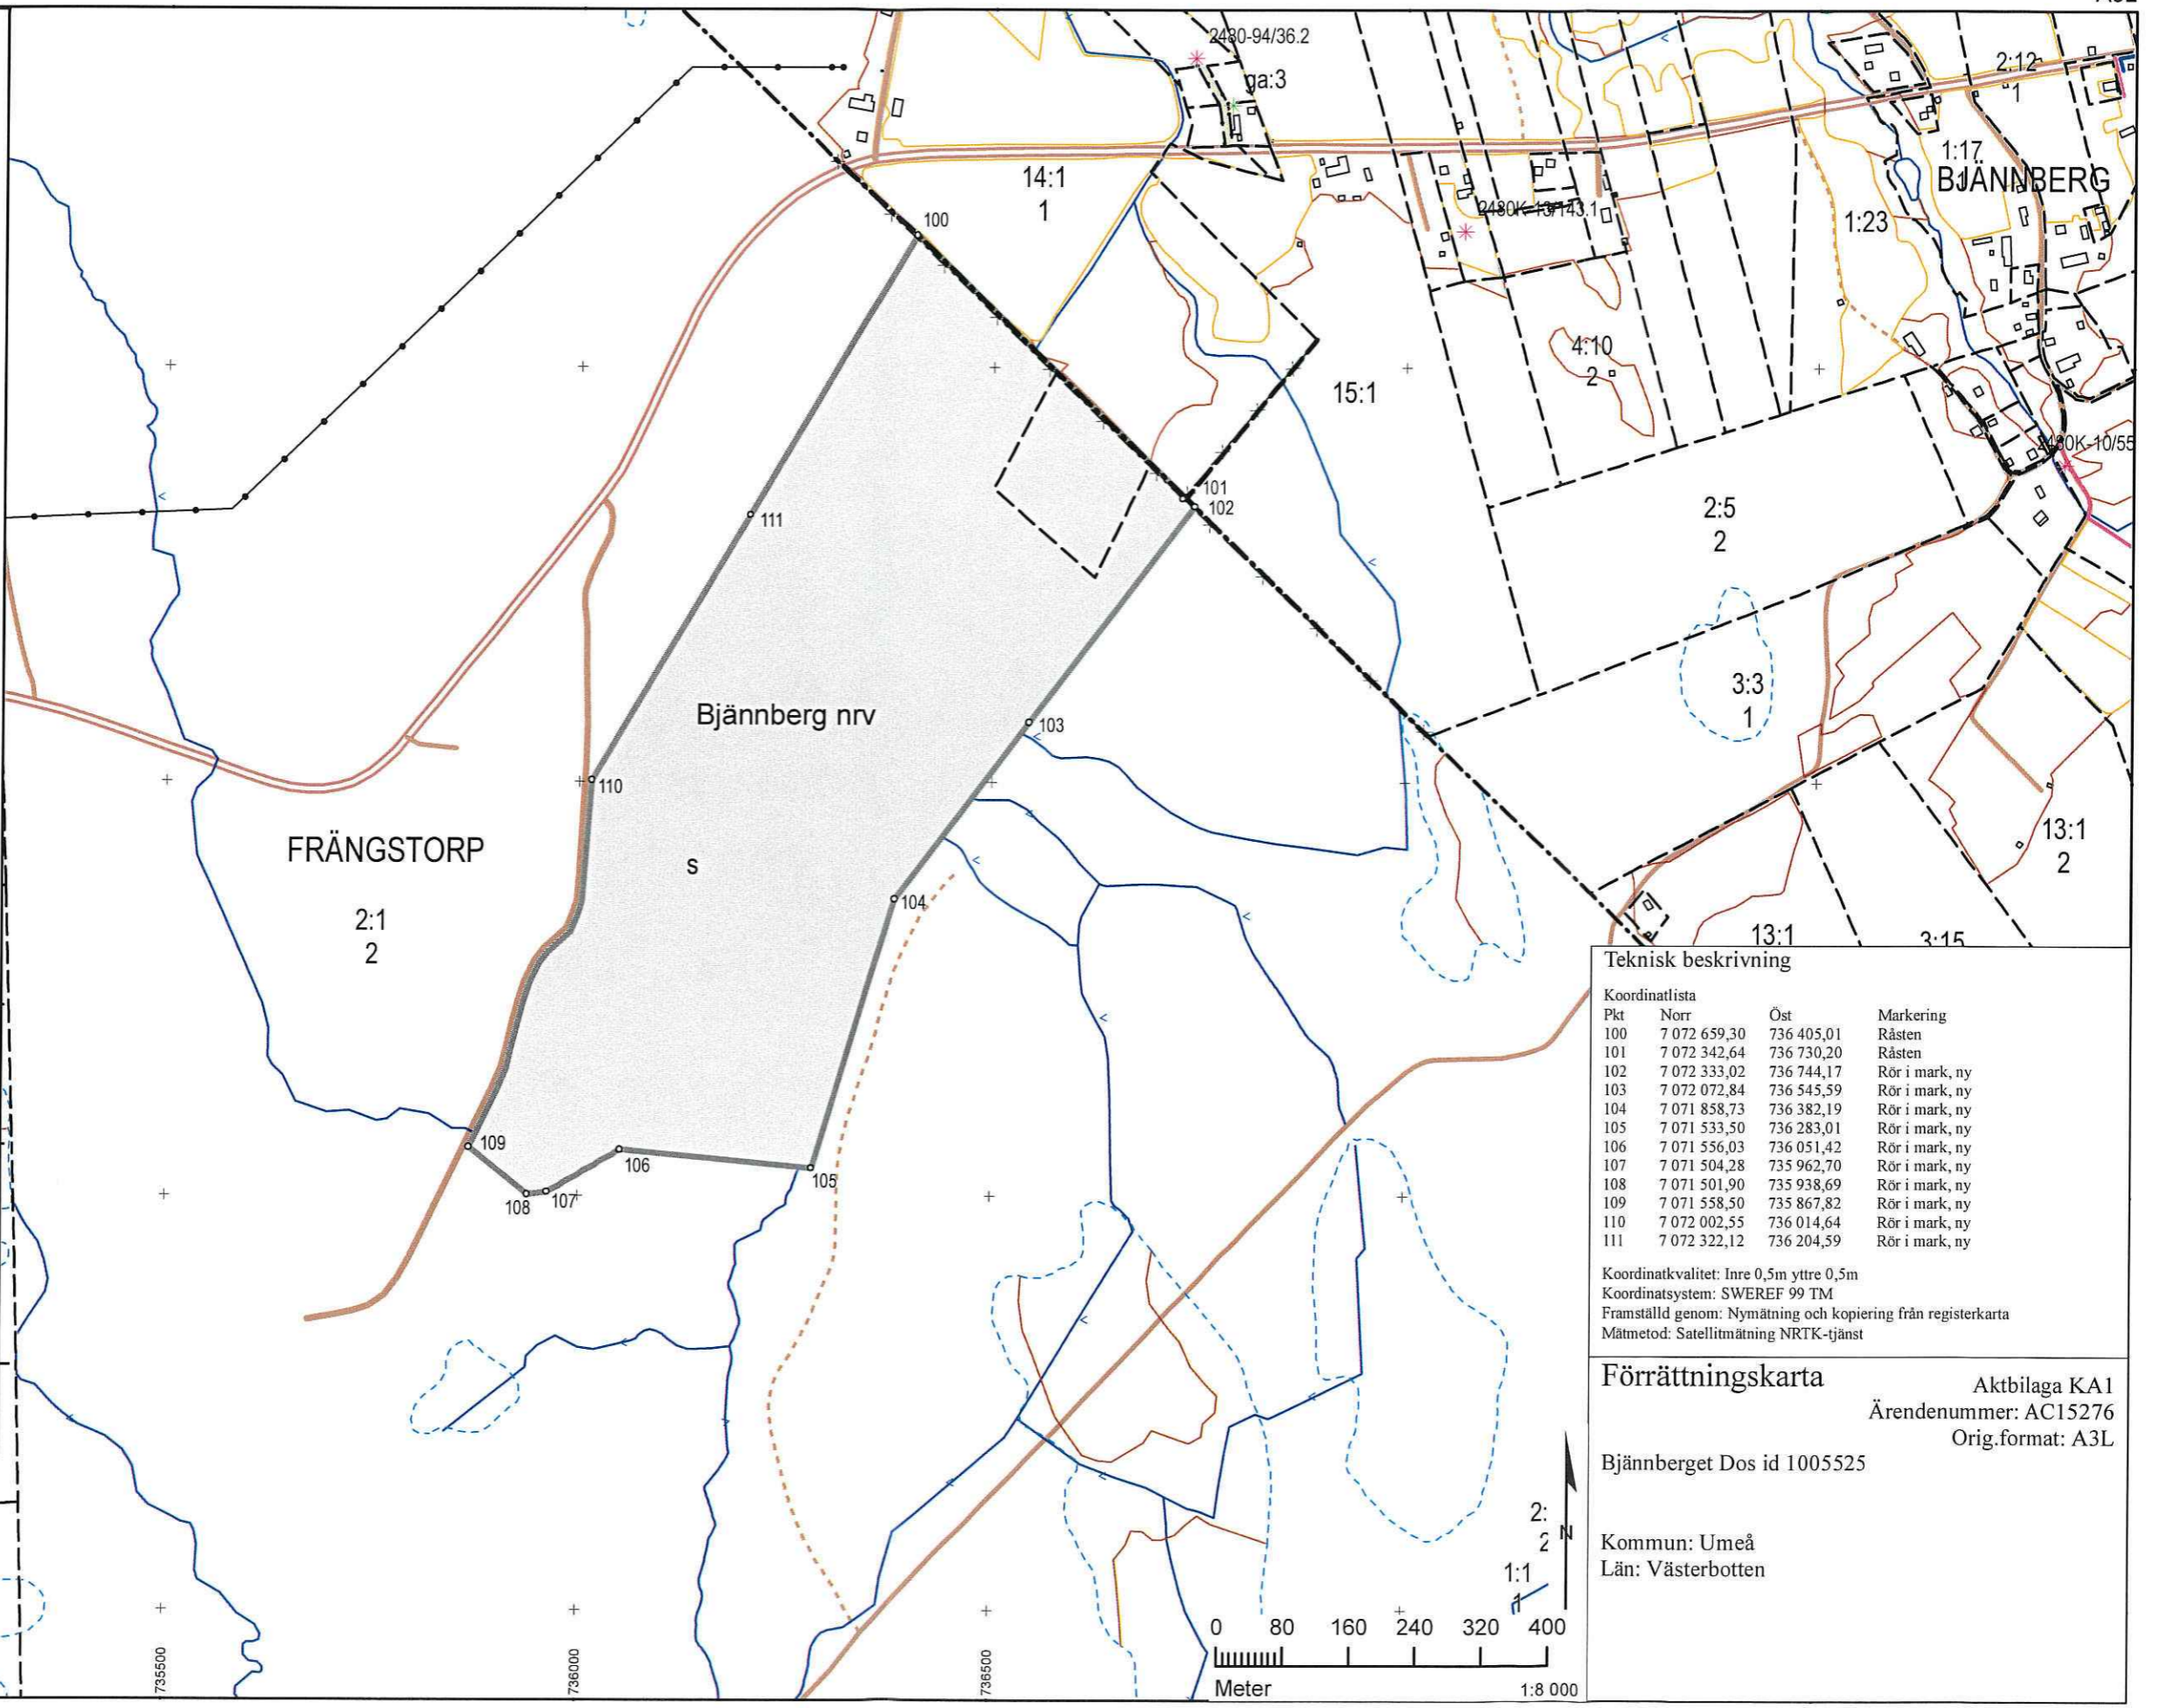 2480-94/36.2
ga:3
2:12
1
1:17
BJÄNNBERG
14:1
1
100
2480K-13/143.1
1:23
4:10
2
15:1
2480K-10/55
101
102
111
2:5
2
3:3
1
Bjännberg nrv
103
110
FRÄNGSTORP
s
2:1
2
104
13:1
2
13:1
3:15
109
106
105
108
107
Teknisk beskrivning
Koordinatlista
Pkt Norr Öst Markering
100 7 072 659,30 736 405,01 Råsten
101 7 072 342,64 736 730,20 Råsten
102 7 072 333,02 736 744,17 Rör i mark, ny
103 7 072 072,84 736 545,59 Rör i mark, ny
104 7 071 858,73 736 382,19 Rör i mark, ny
105 7 071 533,50 736 283,01 Rör i mark, ny
106 7 071 556,03 736 051,42 Rör i mark, ny
107 7 071 504,28 735 962,70 Rör i mark, ny
108 7 071 501,90 735 938,69 Rör i mark, ny
109 7 071 558,50 735 867,82 Rör i mark, ny
110 7 072 002,55 736 014,64 Rör i mark, ny
111 7 072 322,12 736 204,59 Rör i mark, ny
Koordinatkvalitet: Inre 0,5m yttre 0,5m
Koordinatsystem: SWEREF 99 TM
Framställd genom: Nymätning och kopiering från registerkarta
Mätmetod: Satellitmätning NRTK-tjänst
Förrättningskarta
Aktbilaga KA1
Ärendenummer: AC15276
Orig.format: A3L
Bjännberget Dos id 1005525
Kommun: Umeå
Län: Västerbotten
2:
2
N
1:1
1
0 80 160 240 320 400
Meter 1:8 000
735500
736000
736500